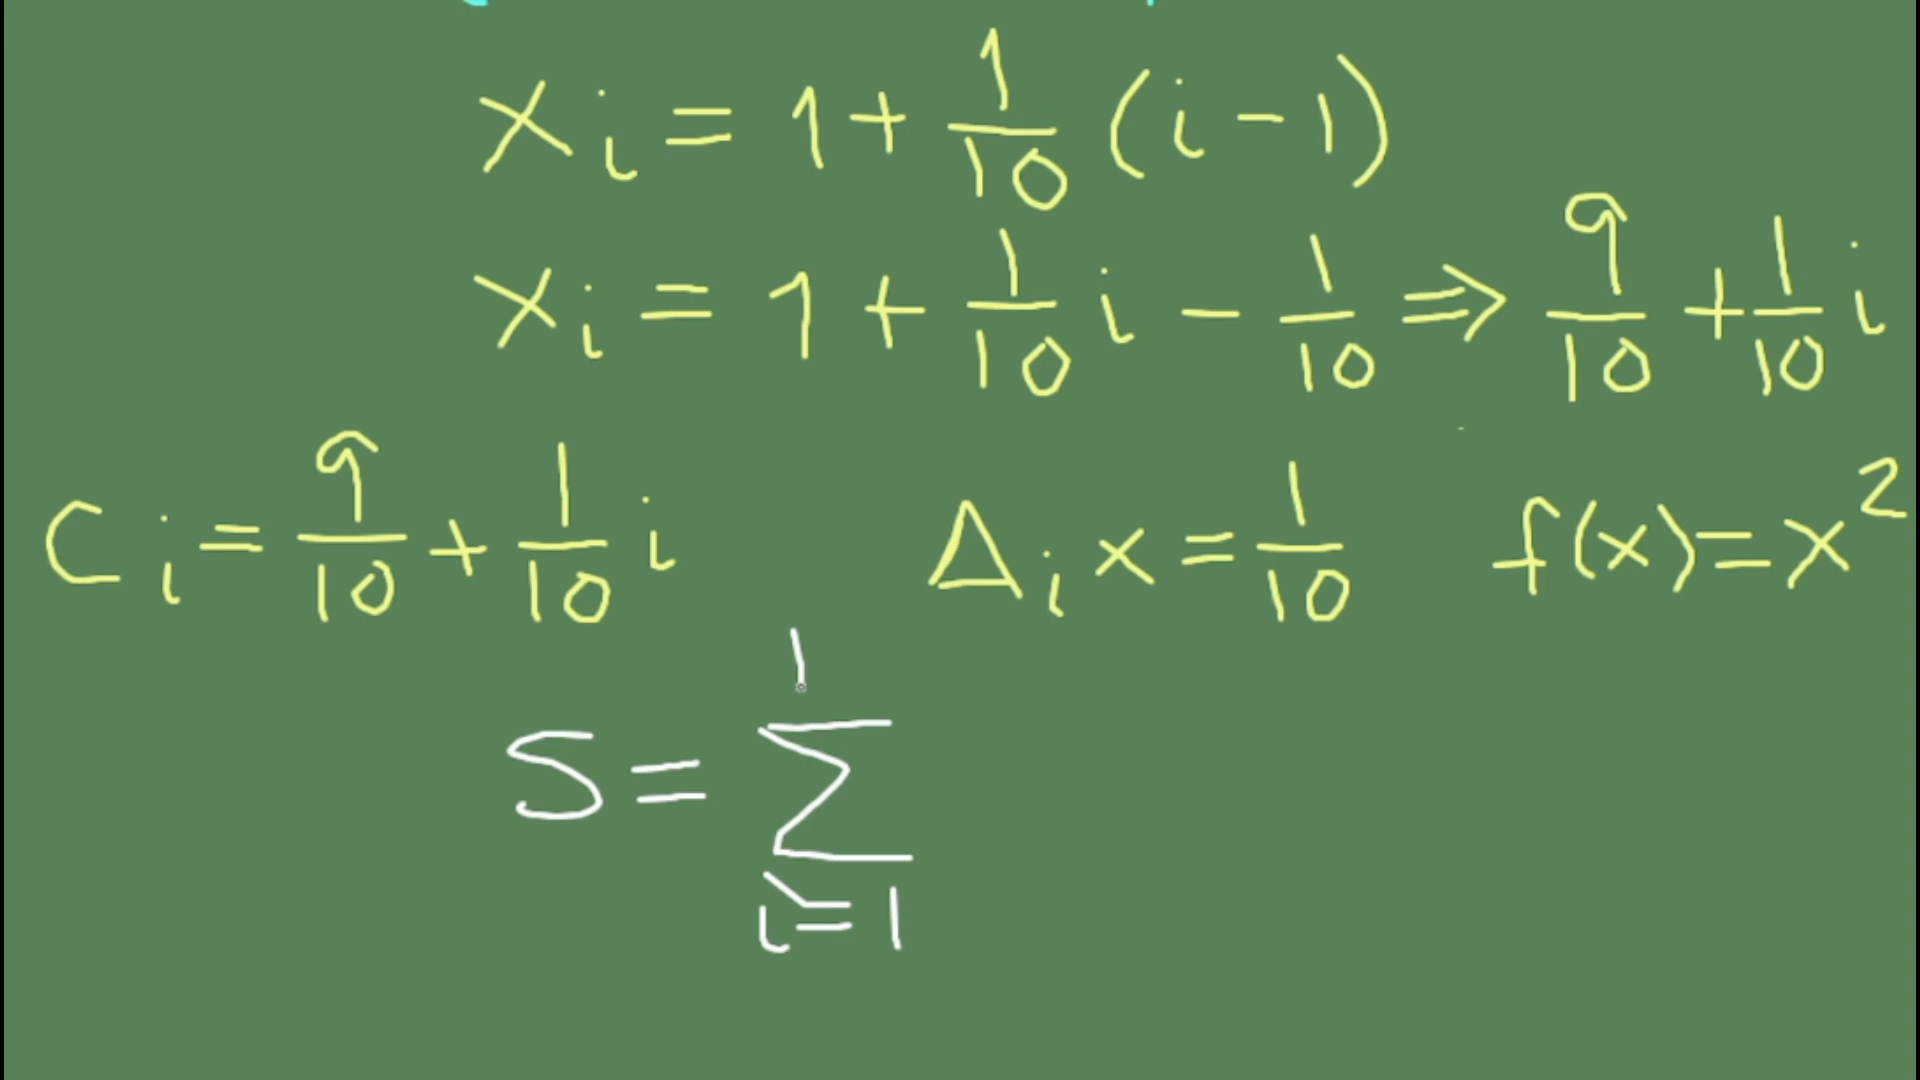 xᵢ = 1 + 1/10 (i - 1)
xᵢ = 1 + 1/10 i - 1/10 ⇒ 9/10 + 1/10 i
Cᵢ = 9/10 + 1/10 i Δᵢx = 1/10 f(x) = x²
1
S = Σ
i = 1